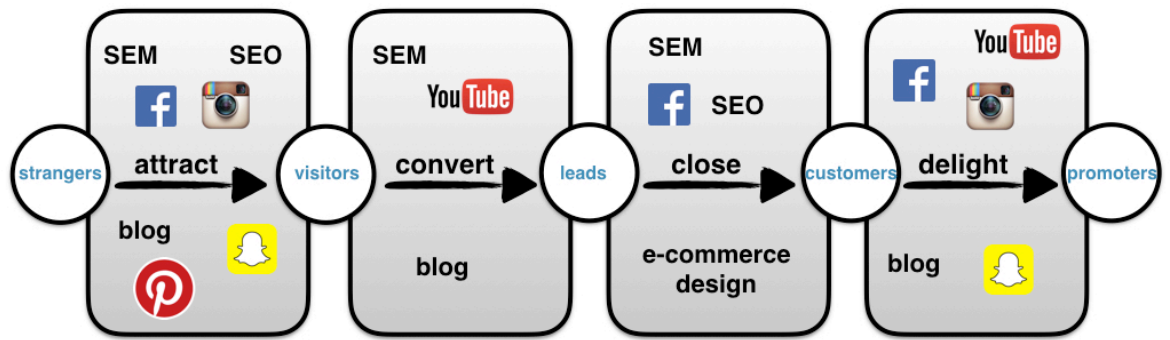 SEM SEO
strangers
attract
blog
visitors
SEM
YouTube
convert
blog
leads
SEM
SEO
close
e-commerce
design
customers
YouTube
delight
blog
promoters